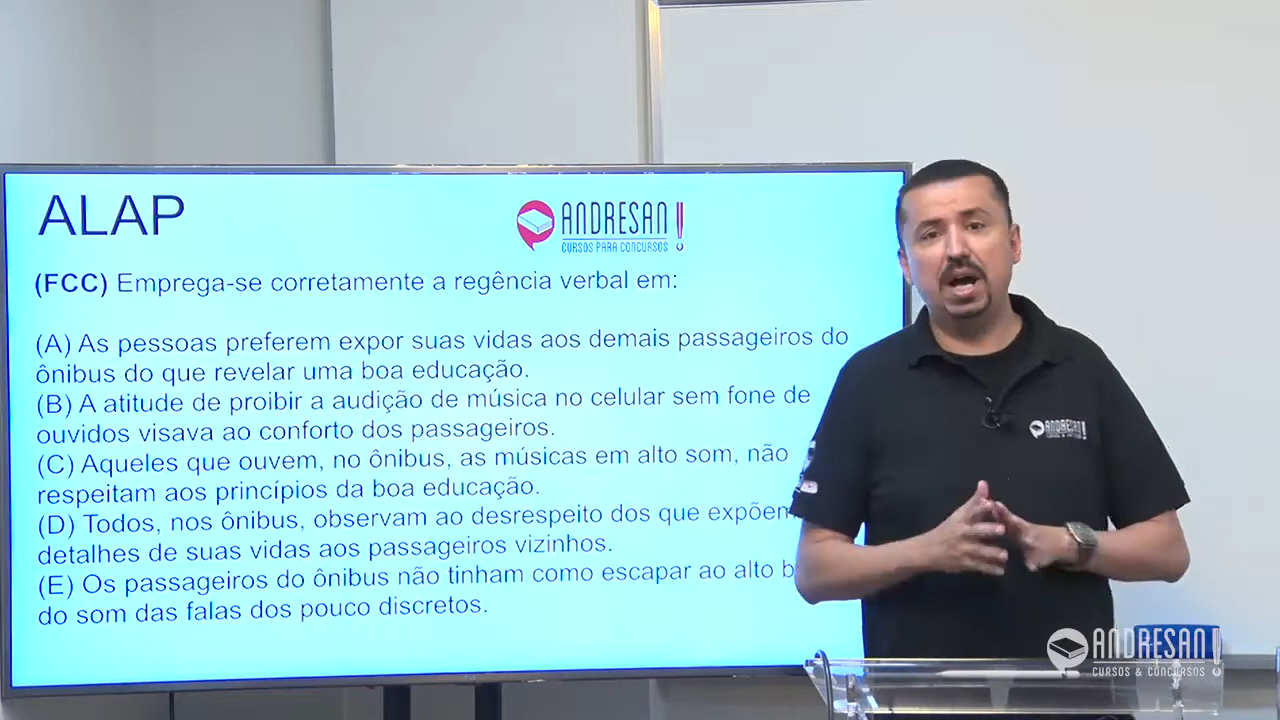 ALAP
ANDRESAN!
CURSOS PARA CONCURSOS
(FCC) Emprega-se corretamente a regência verbal em:
(A) As pessoas preferem expor suas vidas aos demais passageiros do
ônibus do que revelar uma boa educação.
(B) A atitude de proibir a audição de música no celular sem fone de
ouvidos visava ao conforto dos passageiros.
(C) Aqueles que ouvem, no ônibus, as músicas em alto som, não
respeitam aos princípios da boa educação.
(D) Todos, nos ônibus, observam ao desrespeito dos que expõem
detalhes de suas vidas aos passageiros vizinhos.
(E) Os passageiros do ônibus não tinham como escapar ao alto
do som das falas dos pouco discretos.
ANDRESAN!
ANDRESAN!
CURSOS & CONCURSOS